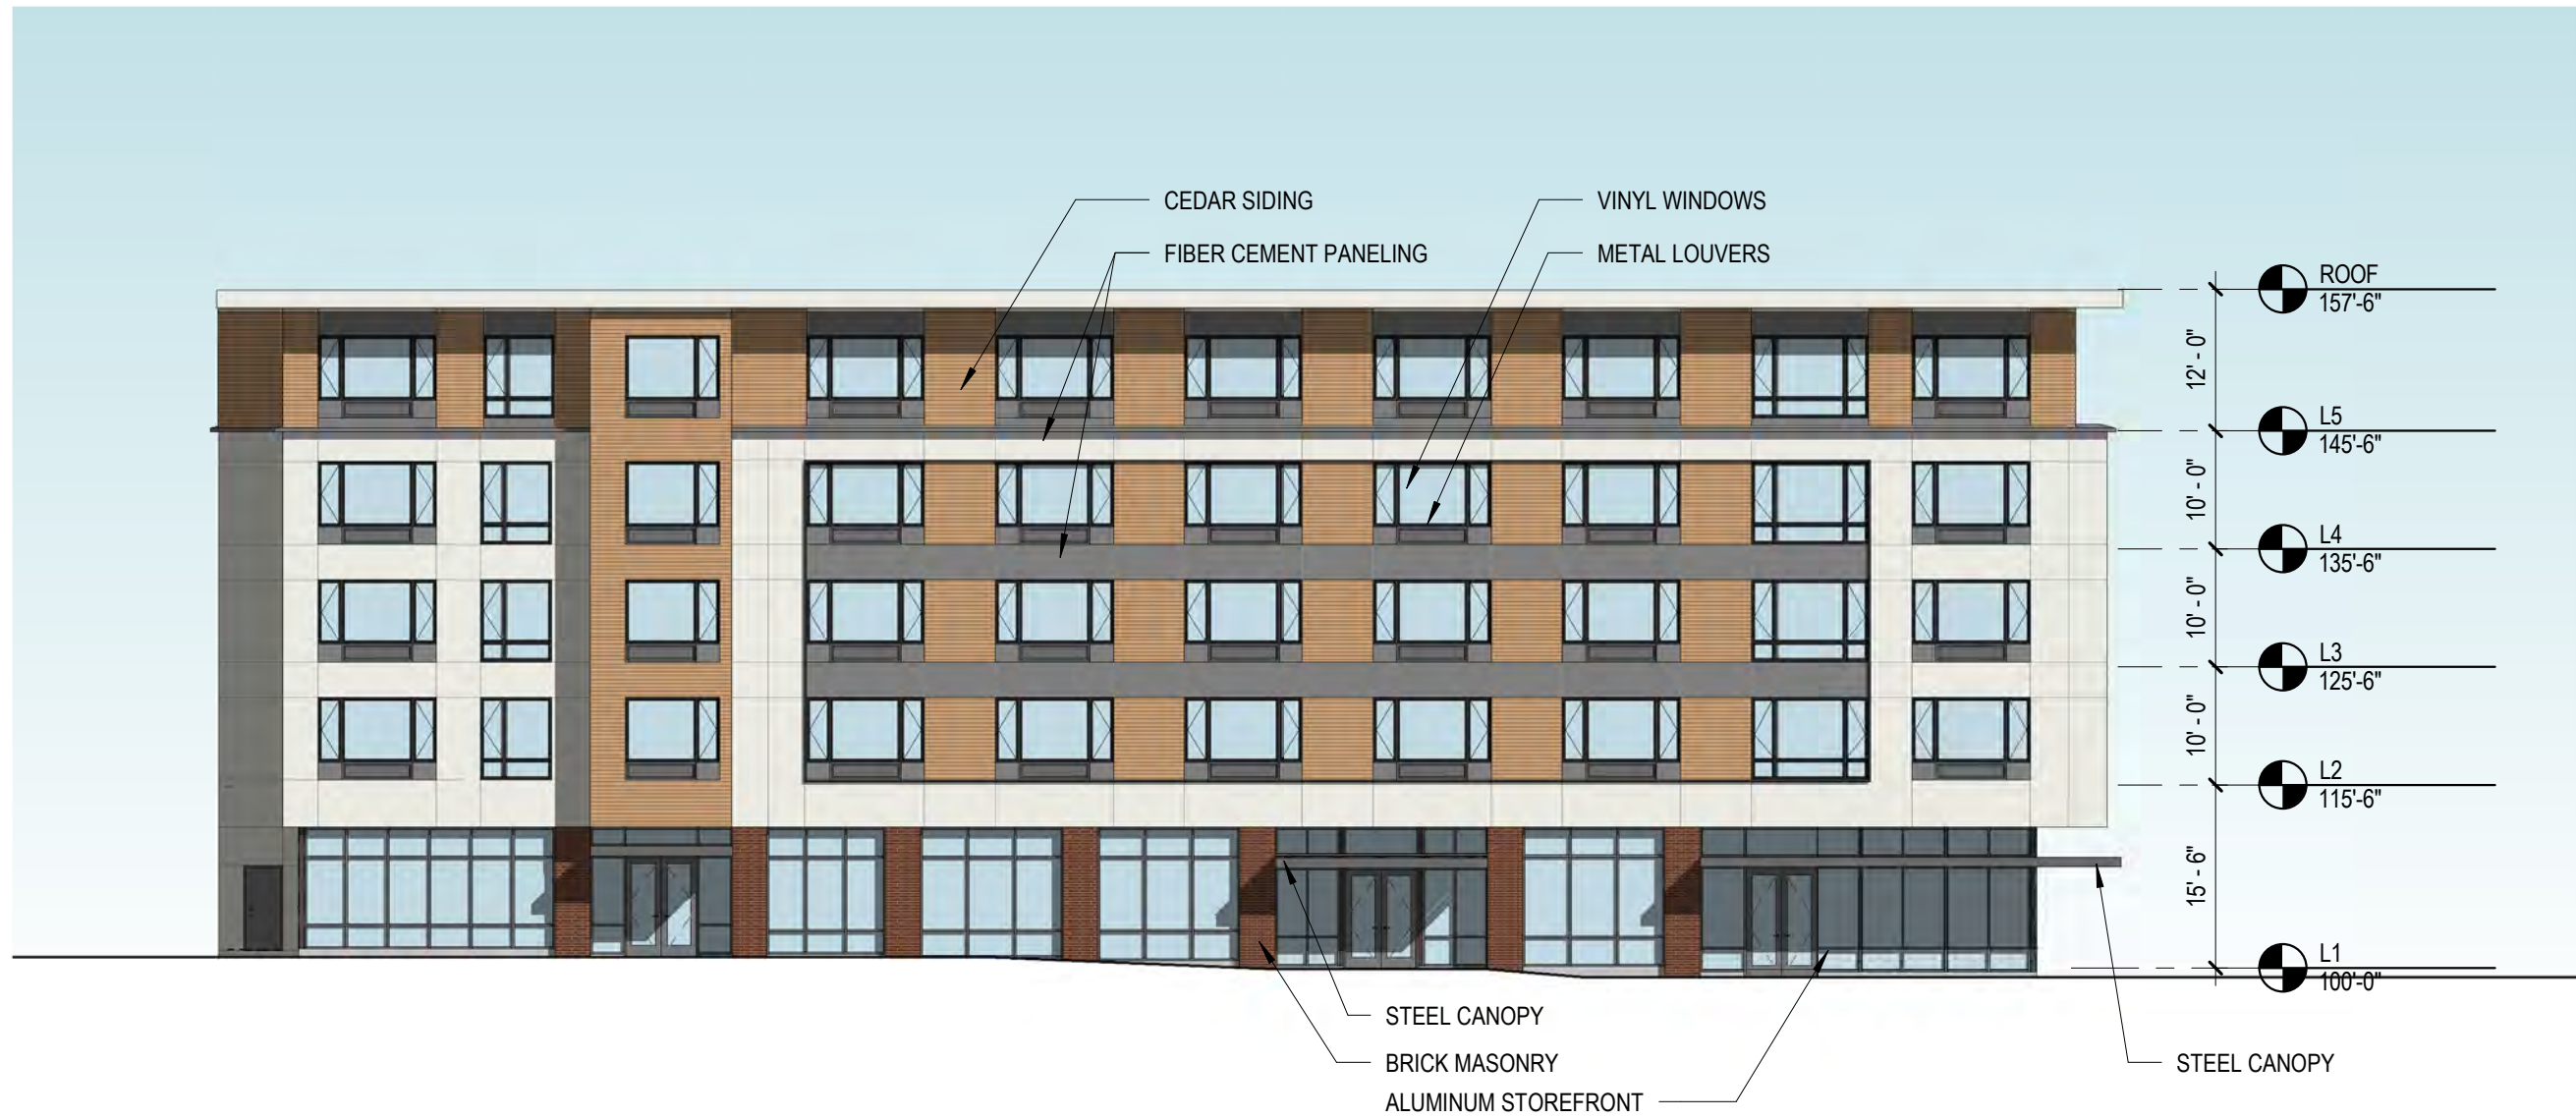 CEDAR SIDING
VINYL WINDOWS
FIBER CEMENT PANELING
METAL LOUVERS
ROOF
157'-6"
12' - 0"
L5
145'-6"
10' - 0"
L4
135'-6"
10' - 0"
L3
125'-6"
10' - 0"
L2
115'-6"
15' - 6"
L1
100'-0"
STEEL CANOPY
BRICK MASONRY
STEEL CANOPY
ALUMINUM STOREFRONT